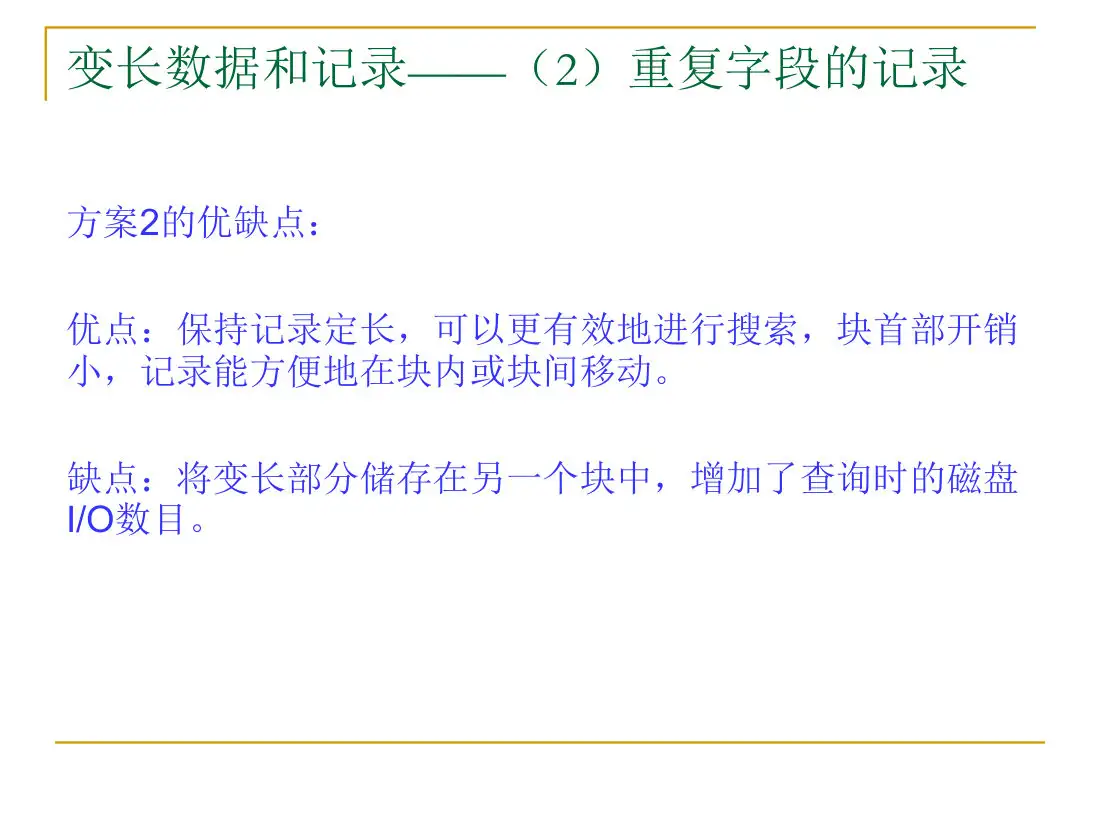 变长数据和记录——（2）重复字段的记录
方案2的优缺点：
优点：保持记录定长，可以更有效地进行搜索，块首部开销
小，记录能方便地在块内或块间移动。
缺点：将变长部分储存在另一个块中，增加了查询时的磁盘
I/O数目。